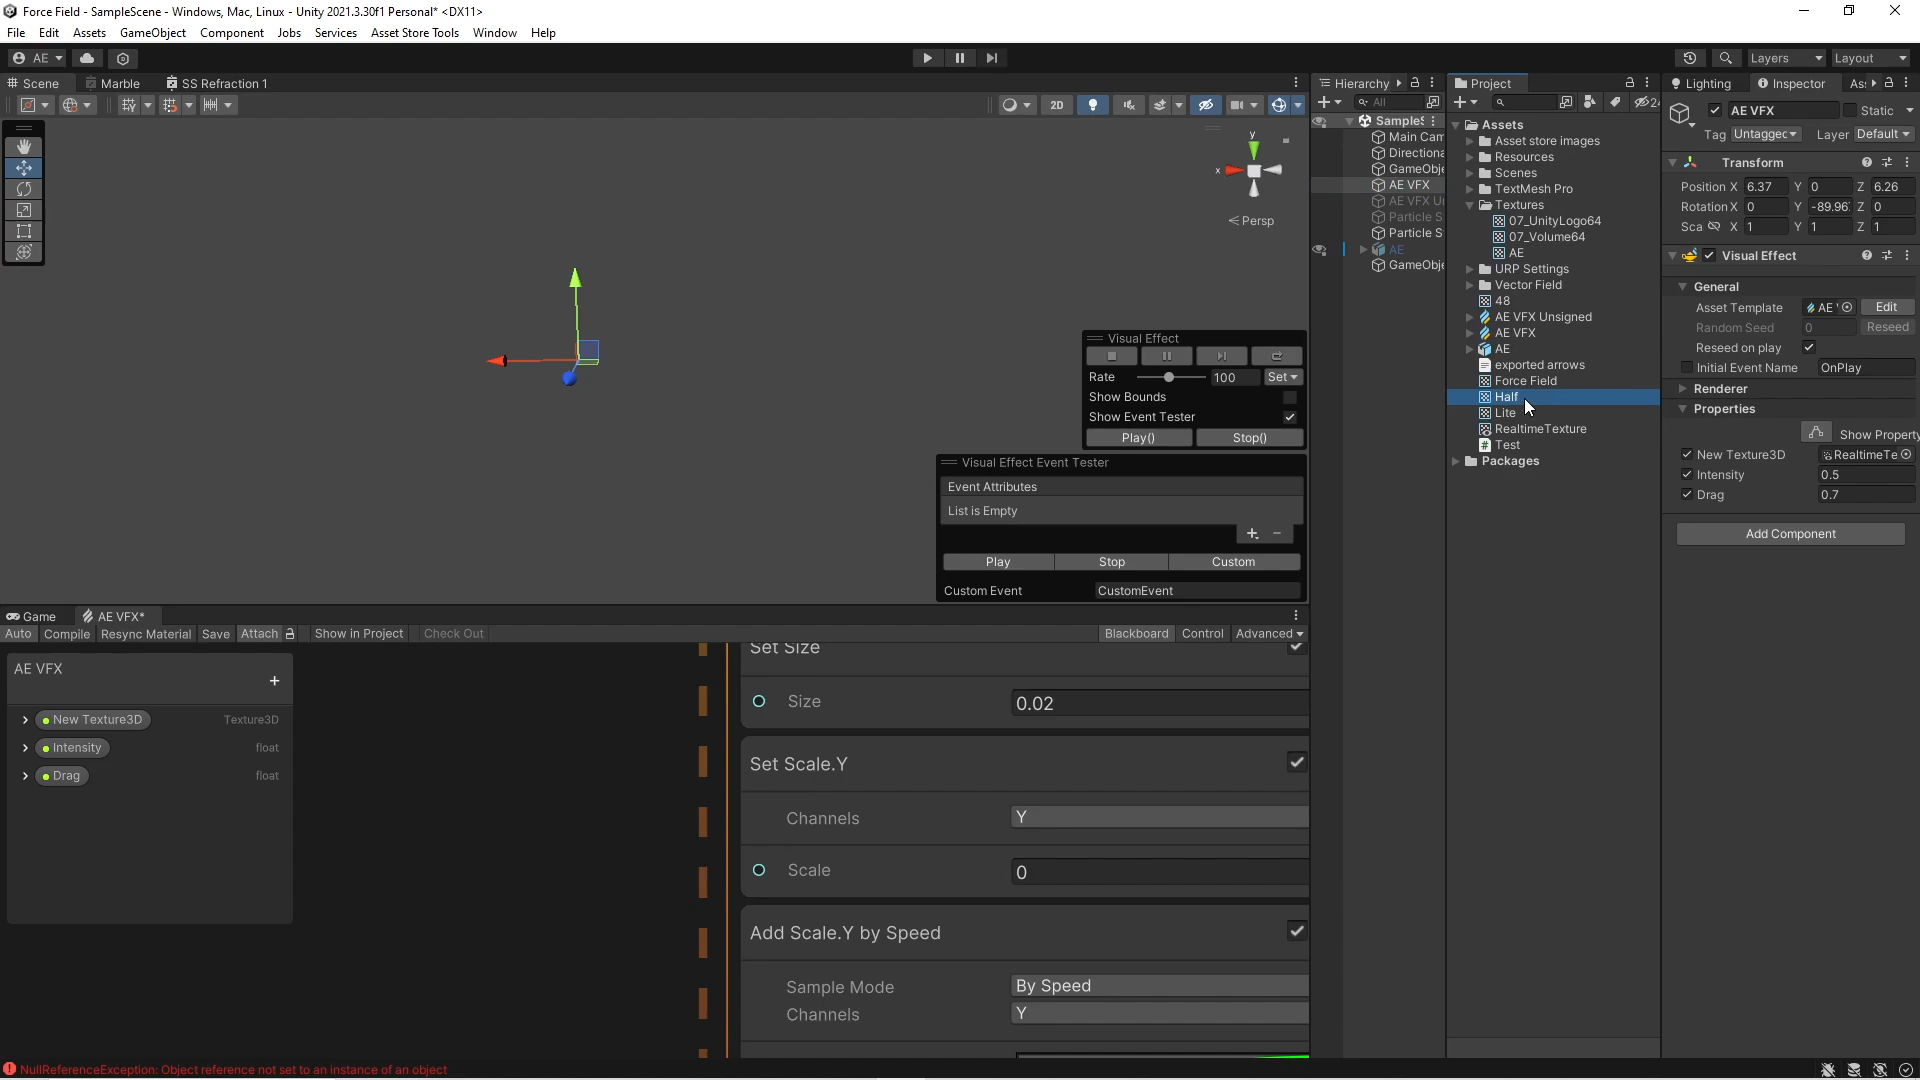 Force Field - SampleScene - Windows, Mac, Linux - Unity 2021.3.30f1 Personal* <DX11>
File Edit Assets GameObject Component Jobs Services Asset Store Tools Window Help
AE Layers Layout
Scene Marble SS Refraction 1
2D
y
x
Persp
Visual Effect
Rate 100 Set
Show Bounds
Show Event Tester
Play() Stop()
Visual Effect Event Tester
Event Attributes
List is Empty
+ -
Play Stop Custom
Custom Event CustomEvent
Hierarchy
All
SampleS
Main Cam
Directiona
GameObje
AE VFX
AE VFX Un
Particle S
Particle S
AE
GameObje
Project
24
Assets
Asset store images
Resources
Scenes
TextMesh Pro
Textures
07_UnityLogo64
07_Volume64
AE
URP Settings
Vector Field
48
AE VFX Unsigned
AE VFX
AE
exported arrows
Force Field
Half
Lite
RealtimeTexture
Test
Packages
Lighting Inspector As
AE VFX Static
Tag Untagged Layer Default
Transform
Position X 6.37 Y 0 Z 6.26
Rotation X 0 Y -89.96 Z 0
Sca X 1 Y 1 Z 1
Visual Effect
General
Asset Template AE Edit
Random Seed 0 Reseed
Reseed on play
Initial Event Name OnPlay
Renderer
Properties
Show Property
New Texture3D RealtimeTe
Intensity 0.5
Drag 0.7
Add Component
Game AE VFX*
Auto Compile Resync Material Save Attach Show in Project Check Out Blackboard Control Advanced
AE VFX
+
New Texture3D Texture3D
Intensity float
Drag float
Set Size
Size 0.02
Set Scale.Y
Channels Y
Scale 0
Add Scale.Y by Speed
Sample Mode By Speed
Channels Y
NullReferenceException: Object reference not set to an instance of an object